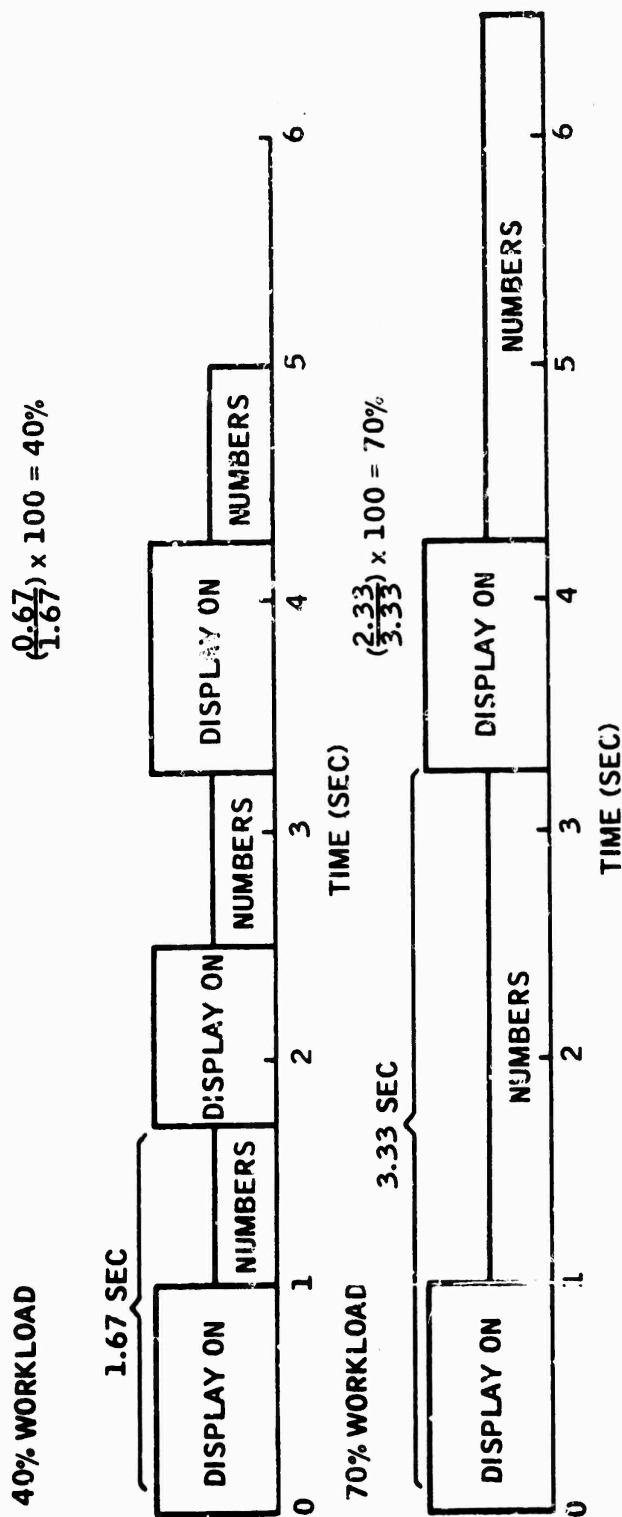 40% WORKLOAD
(0.67/1.67) x 100 = 40%
1.67 SEC
DISPLAY ON
NUMBERS
DISPLAY ON
NUMBERS
DISPLAY ON
NUMBERS
0 1 2 3 4 5 6
TIME (SEC)
70% WORKLOAD
(2.33/3.33) x 100 = 70%
3.33 SEC
DISPLAY ON
NUMBERS
DISPLAY ON
NUMBERS
0 1 2 3 4 5 6
TIME (SEC)